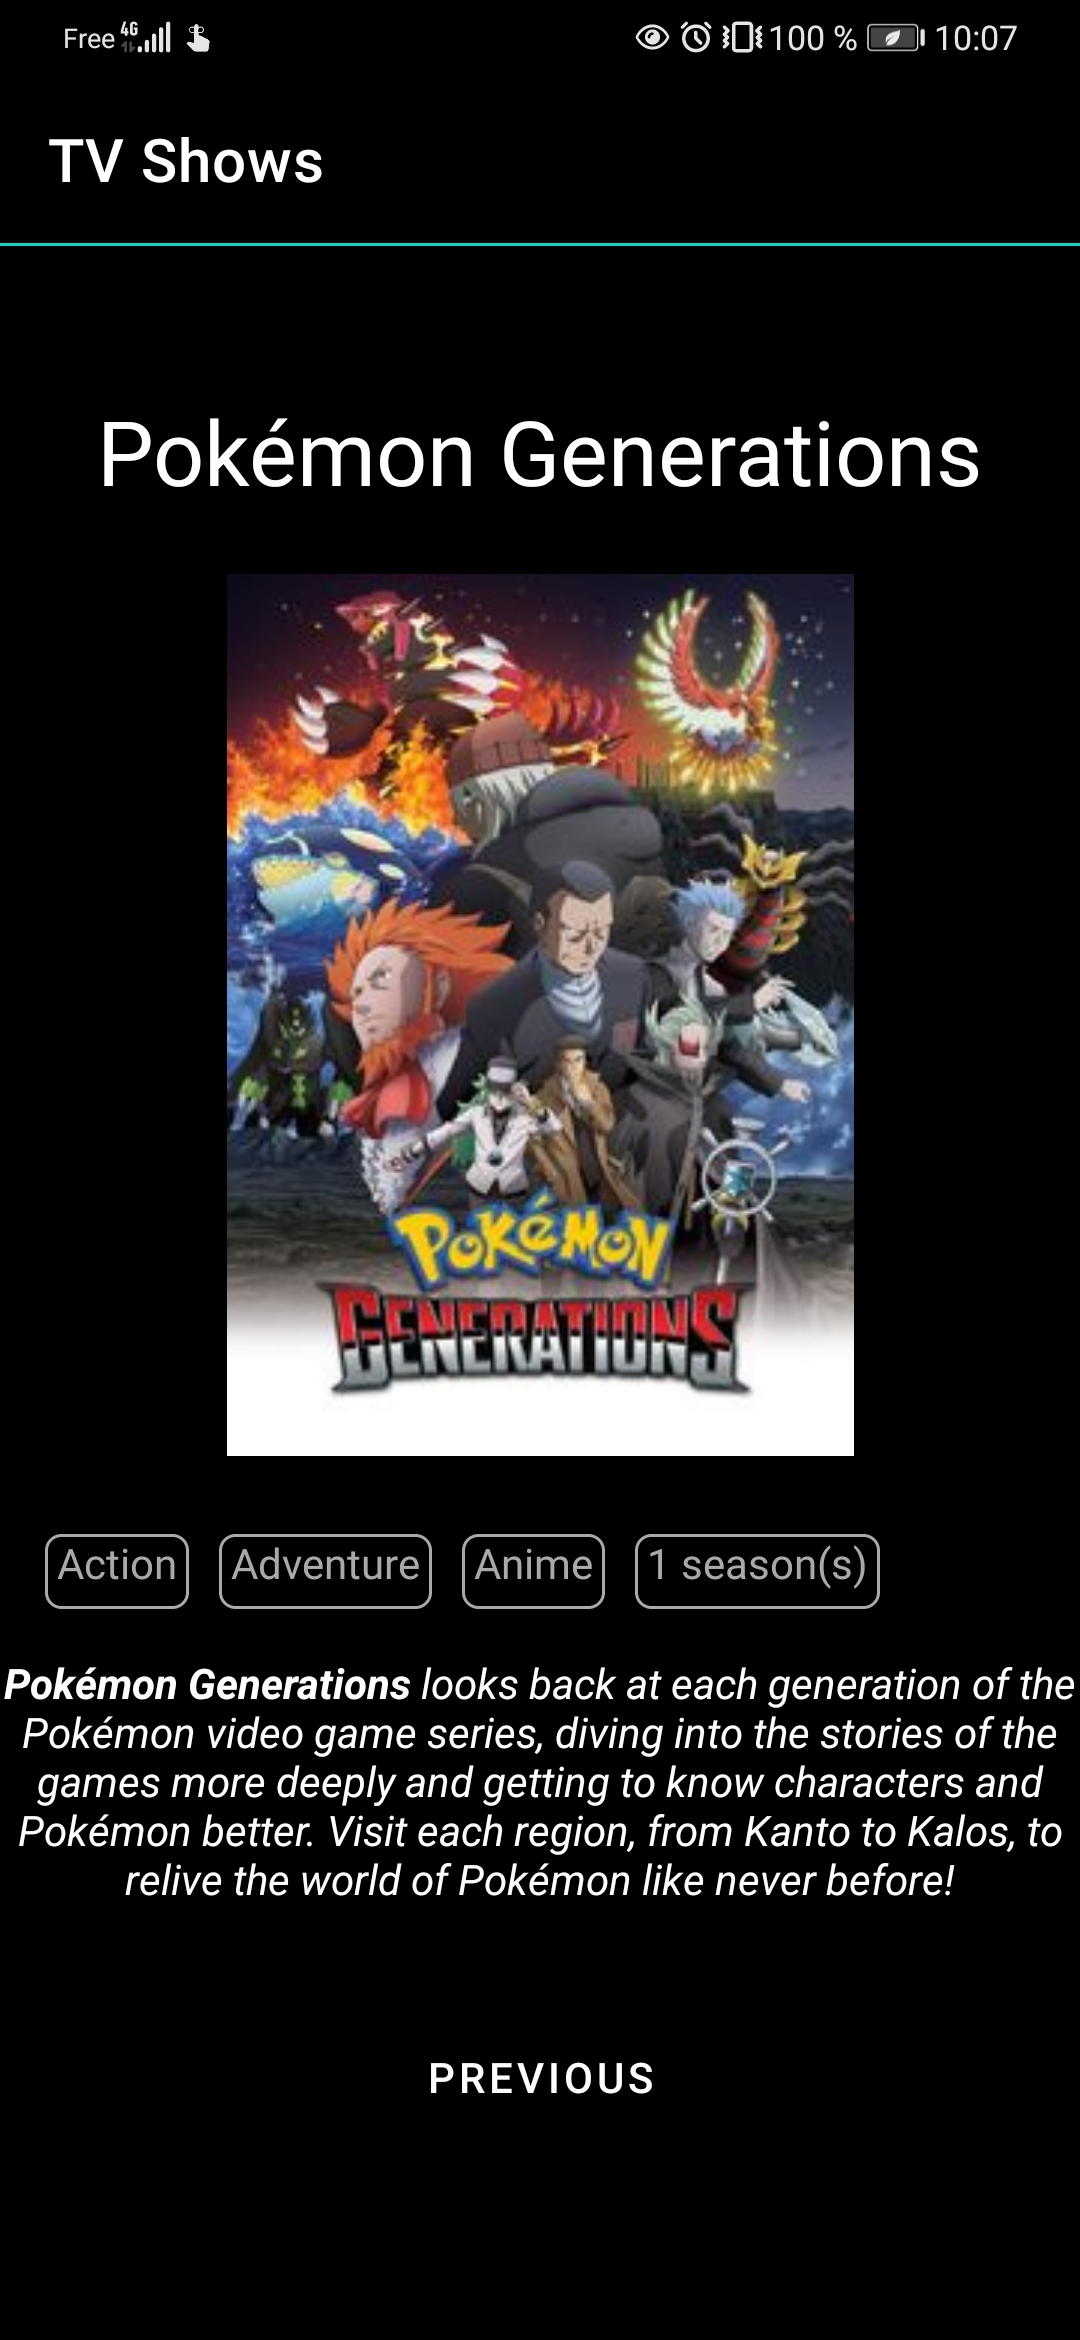 Free 4G 100 % 10:07
TV Shows
Pokémon Generations
POKéMON
GENERATIONS
Action Adventure Anime 1 season(s)
Pokémon Generations looks back at each generation of the
Pokémon video game series, diving into the stories of the
games more deeply and getting to know characters and
Pokémon better. Visit each region, from Kanto to Kalos, to
relive the world of Pokémon like never before!
PREVIOUS